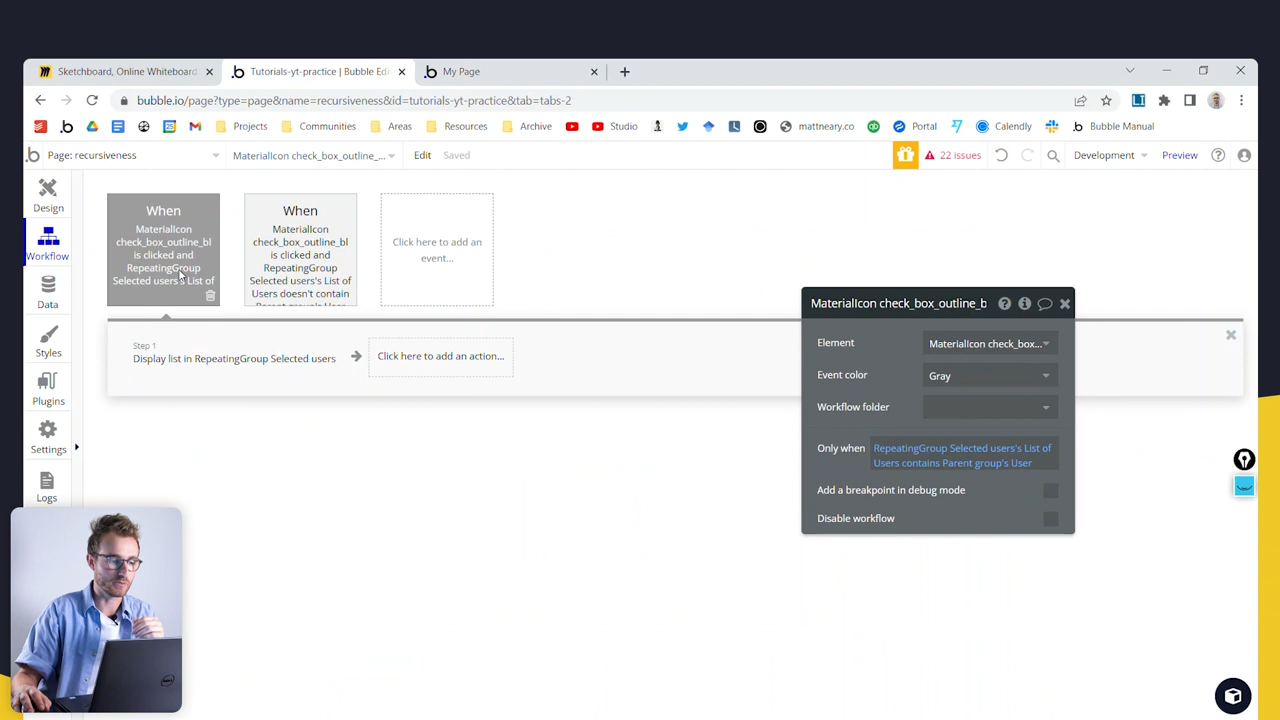 Sketchboard, Online Whiteboard
Tutorials-yt-practice | Bubble Edi
My Page
bubble.io/page?type=page&name=recursiveness&id=tutorials-yt-practice&tab=tabs-2
Projects
Communities
Areas
Resources
Archive
Studio
mattneary.co
Portal
Calendly
Bubble Manual
Page: recursiveness
MaterialIcon check_box_outline_...
Edit
Saved
22 issues
Development
Preview
Design
Workflow
Data
Styles
Plugins
Settings
Logs
When
MaterialIcon
check_box_outline_bl
is clicked and
RepeatingGroup
Selected users's List of
When
MaterialIcon
check_box_outline_bl
is clicked and
RepeatingGroup
Selected users's List of
Users doesn't contain
Parent group's User
Click here to add an
event...
Step 1
Display list in RepeatingGroup Selected users
Click here to add an action...
MaterialIcon check_box_outline_b
Element
MaterialIcon check_box...
Event color
Gray
Workflow folder
Only when
RepeatingGroup Selected users's List of
Users contains Parent group's User
Add a breakpoint in debug mode
Disable workflow
DELL